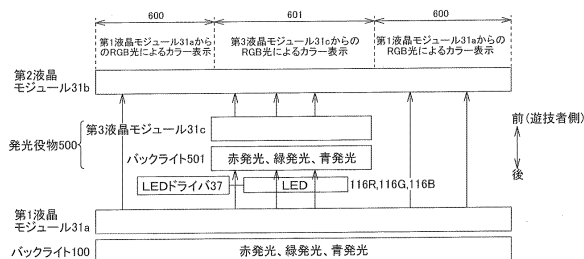 600
601
600
第1液晶モジュール31aから
のRGB光によるカラー表示
第3液晶モジュール31cからの
RGB光によるカラー表示
第1液晶モジュール31aから
のRGB光によるカラー表示
第2液晶
モジュール31b
発光役物500
第3液晶モジュール31c
バックライト501
赤発光、緑発光、青発光
LEDドライバ37
LED
116R,116G,116B
前(遊技者側)
後
第1液晶
モジュール31a
バックライト100
赤発光、緑発光、青発光